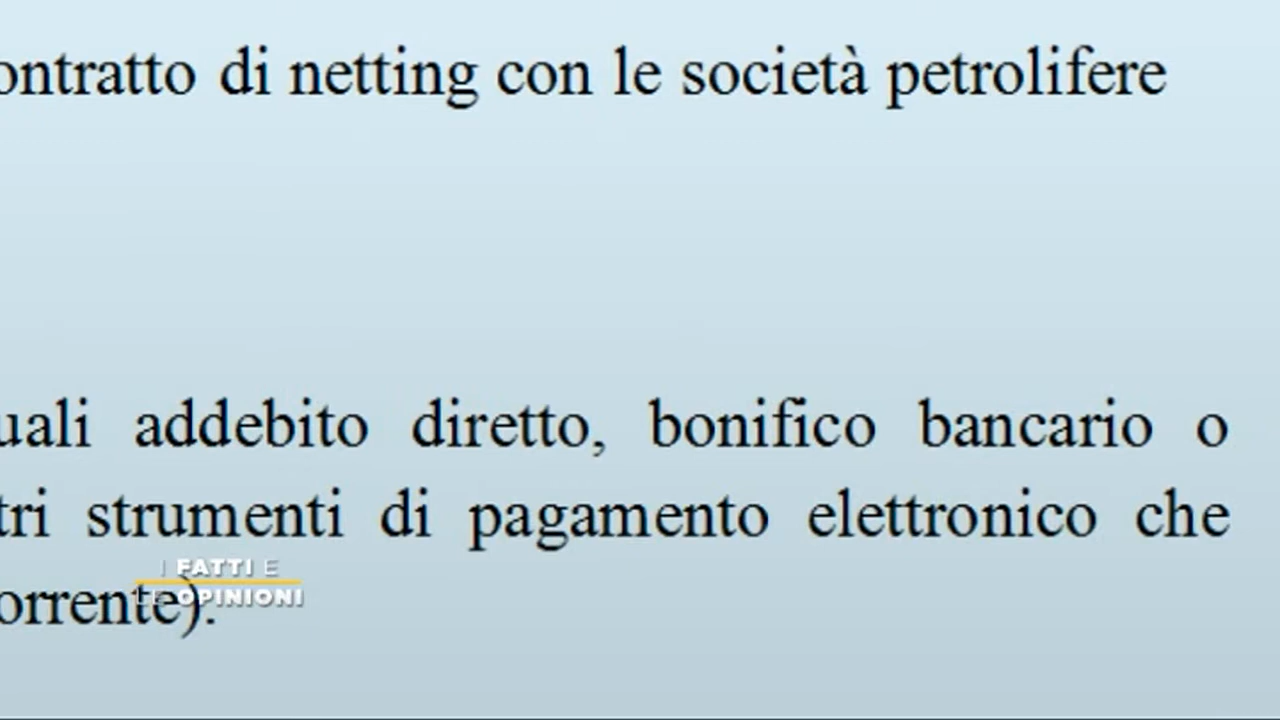 ontratto di netting con le società petrolifere
uali addebito diretto, bonifico bancario o
tri strumenti di pagamento elettronico che
orrente).
I FATTI E
LE OPINIONI